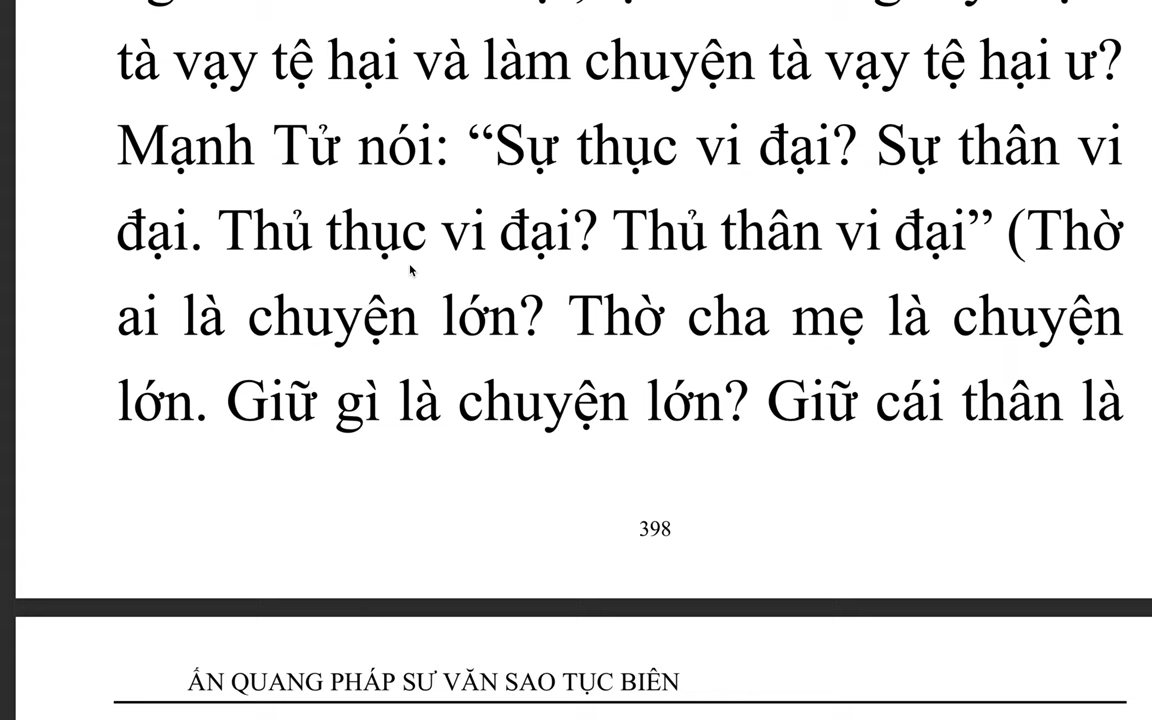 tà vạy tệ hại và làm chuyện tà vạy tệ hại ư?
Mạnh Tử nói: “Sự thục vi đại? Sự thân vi
đại. Thủ thục vi đại? Thủ thân vi đại” (Thờ
ai là chuyện lớn? Thờ cha mẹ là chuyện
lớn. Giữ gì là chuyện lớn? Giữ cái thân là
398
ẤN QUANG PHÁP SƯ VĂN SAO TỤC BIÊN